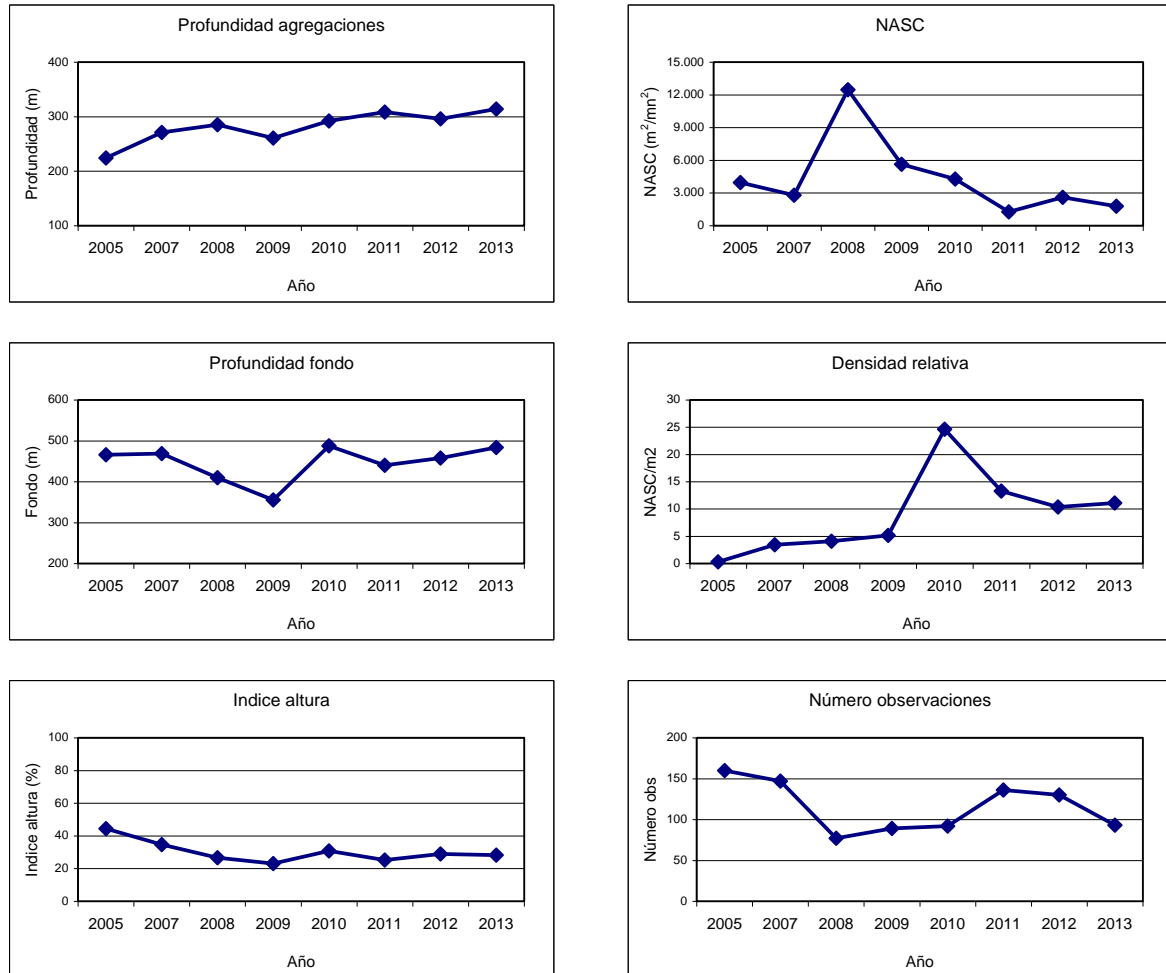 Profundidad agregaciones
Profundidad (m)
400
300
200
100
2005 2007 2008 2009 2010 2011 2012 2013
Año
NASC
NASC (m²/mn²)
15.000
12.000
9.000
6.000
3.000
0
2005 2007 2008 2009 2010 2011 2012 2013
Año
Profundidad fondo
Fondo (m)
600
500
400
300
200
2005 2007 2008 2009 2010 2011 2012 2013
Año
Densidad relativa
NASC/m2
30
25
20
15
10
5
0
2005 2007 2008 2009 2010 2011 2012 2013
Año
Indice altura
Indice altura (%)
100
80
60
40
20
0
2005 2007 2008 2009 2010 2011 2012 2013
Año
Número observaciones
Número obs
200
150
100
50
0
2005 2007 2008 2009 2010 2011 2012 2013
Año